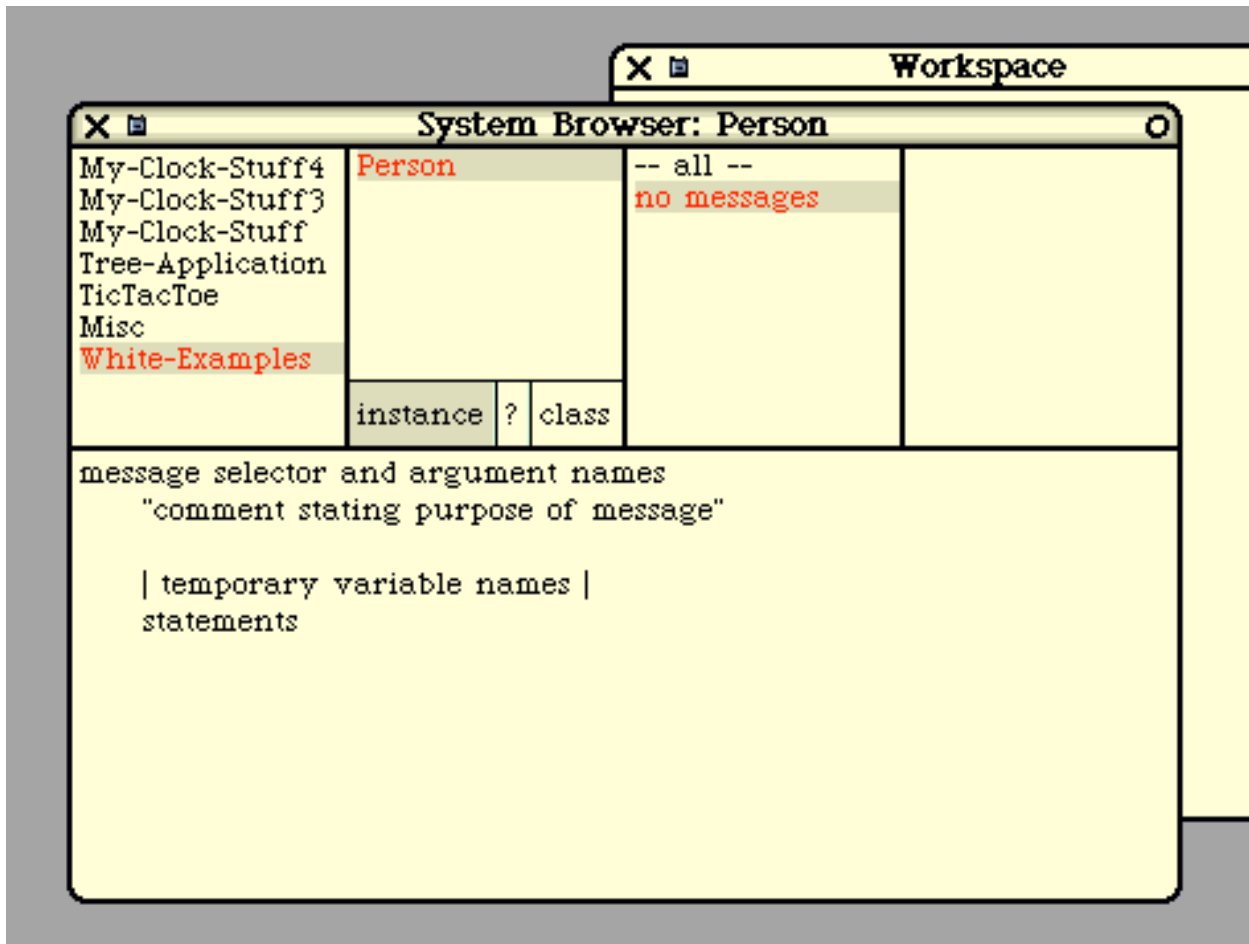 Workspace
System Browser: Person
My-Clock-Stuff4
My-Clock-Stuff3
My-Clock-Stuff
Tree-Application
TicTacToe
Misc
White-Examples
Person
instance ? class
-- all --
no messages
message selector and argument names
"comment stating purpose of message"
| temporary variable names |
statements